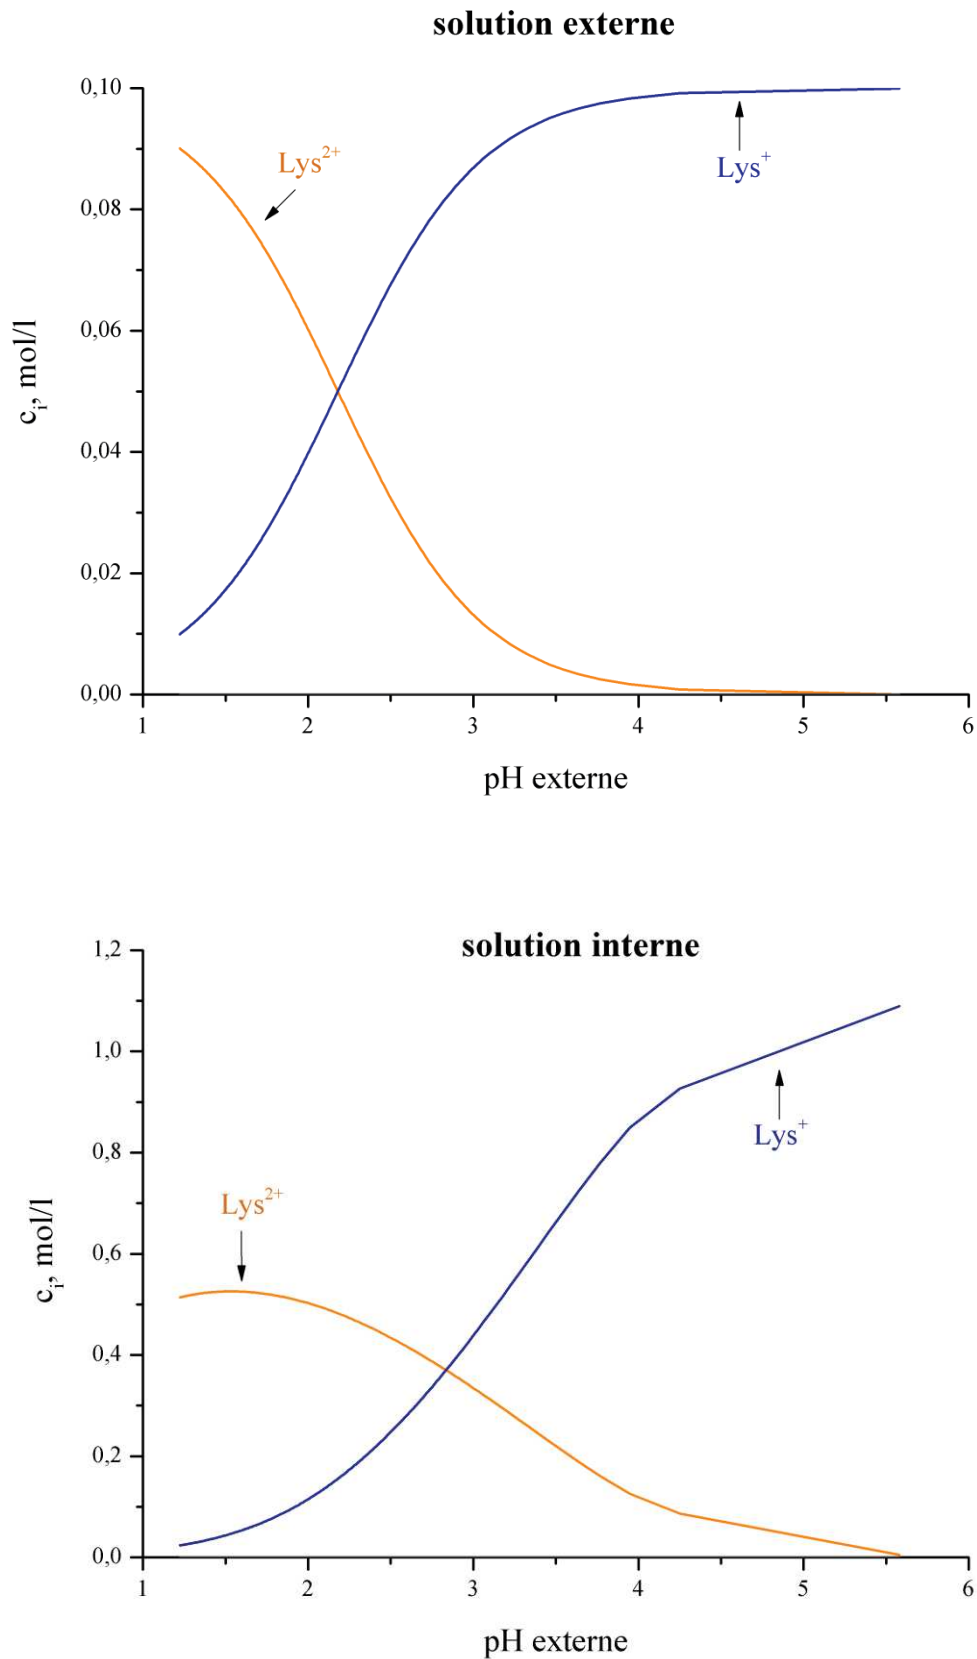 solution externe
0,10
0,08
0,06
0,04
0,02
0,00
c_i, mol/l
Lys²⁺
Lys⁺
1 2 3 4 5 6
pH externe
solution interne
1,2
1,0
0,8
0,6
0,4
0,2
0,0
c_i, mol/l
Lys²⁺
Lys⁺
1 2 3 4 5 6
pH externe